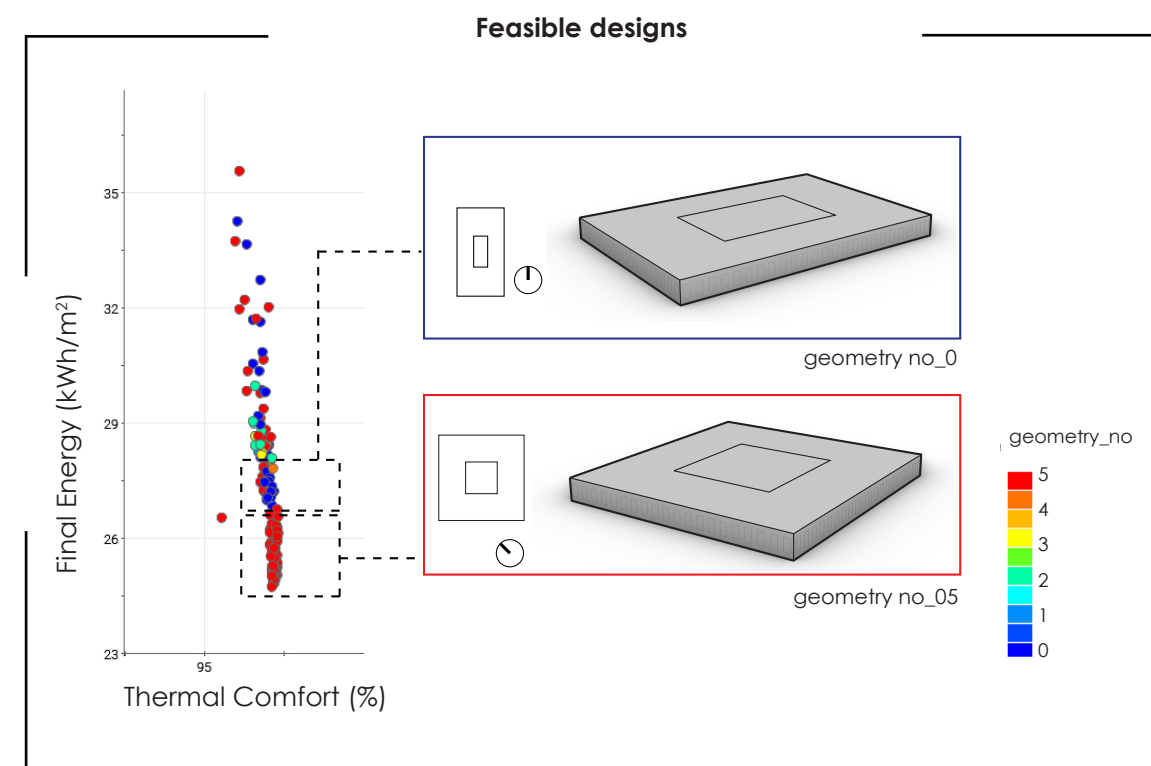 Feasible designs
35
32
29
26
23
95
Final Energy (kWh/m²)
Thermal Comfort (%)
geometry no_0
geometry no_05
geometry_no
5
4
3
2
1
0